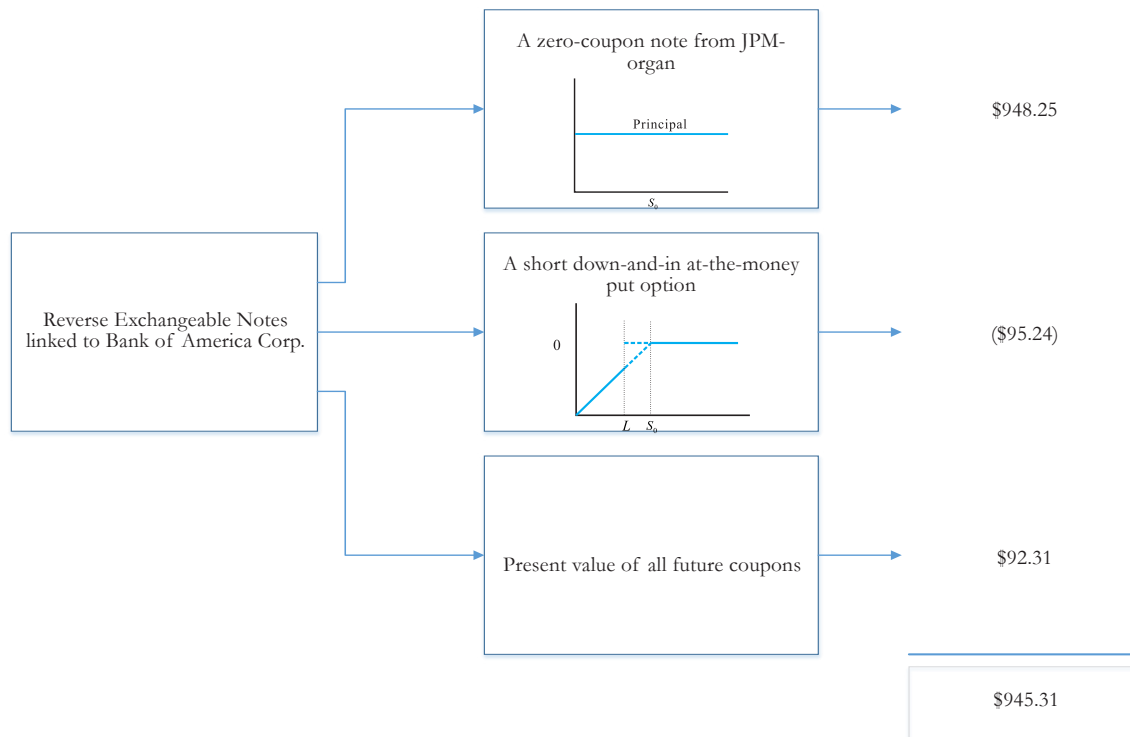 A zero-coupon note from JPM-
organ
Principal
S₀
$948.25
Reverse Exchangeable Notes
linked to Bank of America Corp.
A short down-and-in at-the-money
put option
0
L S₀
($95.24)
Present value of all future coupons
$92.31
$945.31